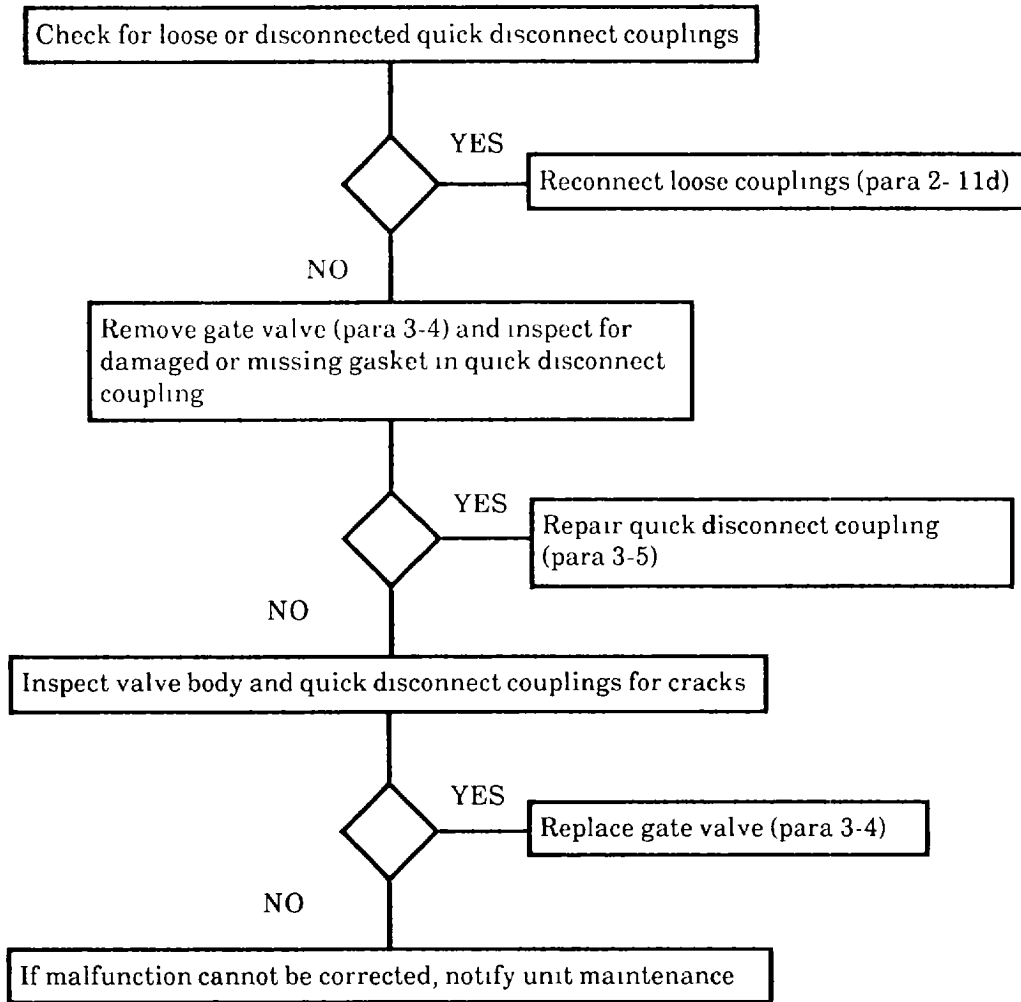 Check for loose or disconnected quick disconnect couplings
YES
Reconnect loose couplings (para 2- 11d)
NO
Remove gate valve (para 3-4) and inspect for
damaged or missing gasket in quick disconnect
coupling
YES
Repair quick disconnect coupling
(para 3-5)
NO
Inspect valve body and quick disconnect couplings for cracks
YES
Replace gate valve (para 3-4)
NO
If malfunction cannot be corrected, notify unit maintenance